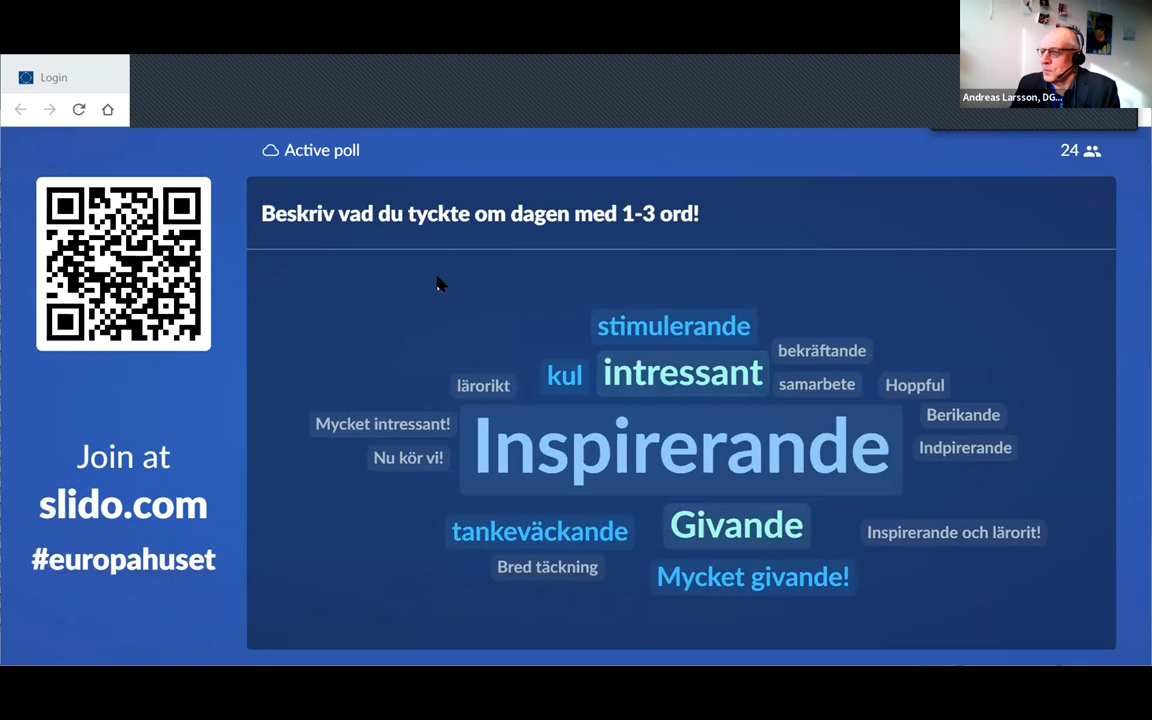 Andreas Larsson, DG...
Login
Active poll
24
Beskriv vad du tyckte om dagen med 1-3 ord!
stimulerande
bekräftande
kul
intressant
lärorikt
samarbete
Hoppful
Mycket intressant!
Berikande
Inspirerande
Nu kör vi!
Indpirerande
tankeväckande
Givande
Inspirerande och lärorit!
Bred täckning
Mycket givande!
Join at
slido.com
#europahuset